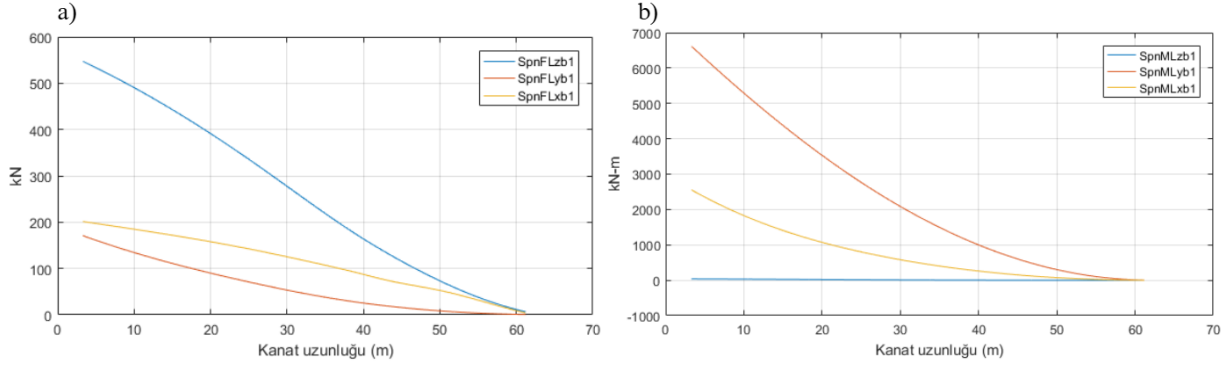 a)
600
500
400
300
200
100
0
kN
0 10 20 30 40 50 60 70
Kanat uzunluğu (m)
SpnFLzb1
SpnFLyb1
SpnFLxb1
b)
7000
6000
5000
4000
3000
2000
1000
0
-1000
kN-m
0 10 20 30 40 50 60 70
Kanat uzunluğu (m)
SpnMLzb1
SpnMLyb1
SpnMLxb1